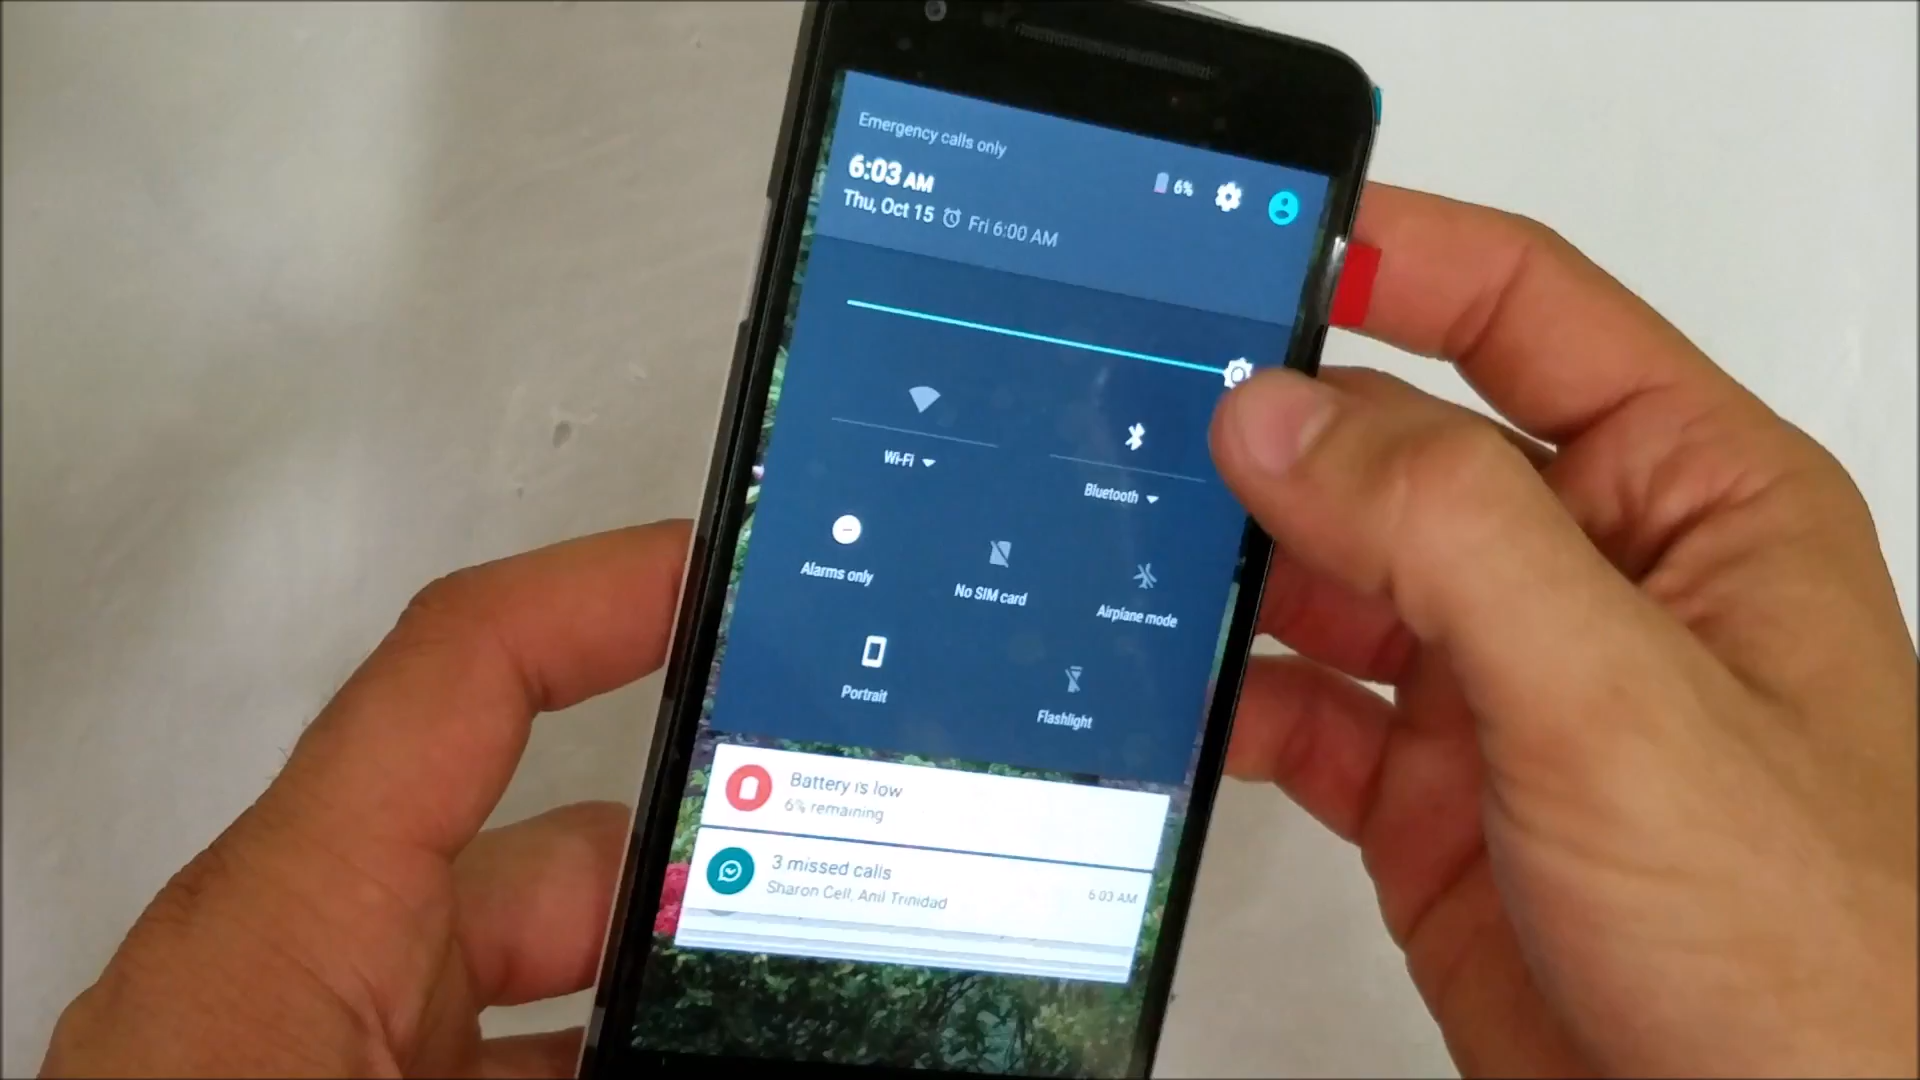 Emergency calls only
6:03 AM
6%
Thu, Oct 15 Fri 6:00 AM
Wi-Fi
Bluetooth
Alarms only
No SIM card
Airplane mode
Portrait
Flashlight
Battery is low
6% remaining
3 missed calls
Sharon Cell, Anil Trinidad
6:03 AM